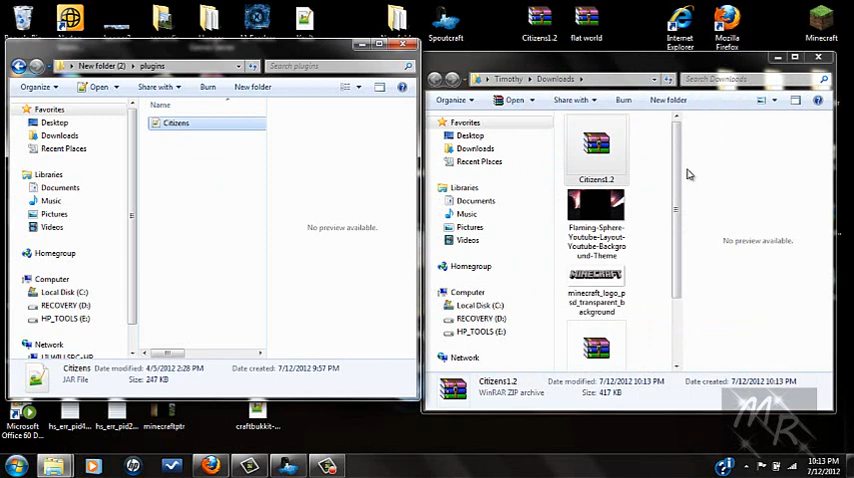 Spoutcraft
Citizens1.2
flat world
Internet
Explorer
Mozilla
Firefox
Minecraft
New folder (2)
plugins
Search plugins
Organize
Open
Share with
Burn
New folder
Favorites
Desktop
Downloads
Recent Places
Libraries
Documents
Music
Pictures
Videos
Homegroup
Computer
Local Disk (C:)
RECOVERY (D:)
HP_TOOLS (E:)
Network
Name
Citizens
No preview available.
Citizens
Date modified: 4/5/2012 2:28 PM
Date created: 7/12/2012 9:57 PM
JAR File
Size: 247 KB
Timothy
Downloads
Search Downloads
Organize
Open
Share with
Burn
New folder
Favorites
Desktop
Downloads
Recent Places
Libraries
Documents
Music
Pictures
Videos
Homegroup
Computer
Local Disk (C:)
RECOVERY (D:)
HP_TOOLS (E:)
Network
Citizens1.2
Flaming-Sphere-
Youtube-Layout-
Youtube-Backgro
und-Theme
MINECRAFT
minecraft_logo_p
sd_transparent_b
ackground
No preview available.
Citizens1.2
Date modified: 7/12/2012 10:13 PM
Date created: 7/12/2012 10:13 PM
WinRAR ZIP archive
Size: 417 KB
Microsoft
Office 60 D...
hs_err_pid4...
hs_err_pid2...
minecraftptr
craftbukkit-...
MR
10:13 PM
7/12/2012